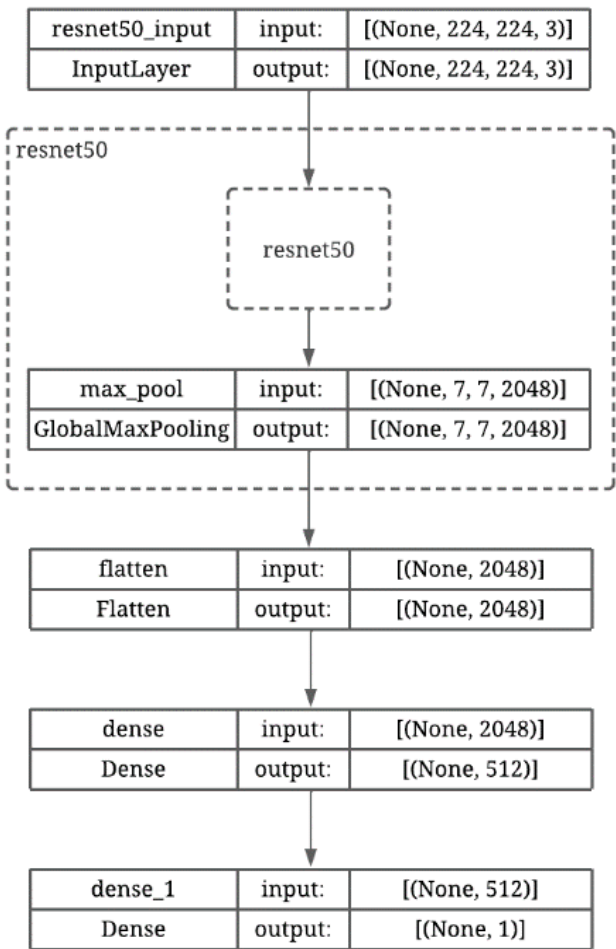 resnet50_input input: [(None, 224, 224, 3)]
InputLayer output: [(None, 224, 224, 3)]
resnet50
resnet50
max_pool input: [(None, 7, 7, 2048)]
GlobalMaxPooling output: [(None, 7, 7, 2048)]
flatten input: [(None, 2048)]
Flatten output: [(None, 2048)]
dense input: [(None, 2048)]
Dense output: [(None, 512)]
dense_1 input: [(None, 512)]
Dense output: [(None, 1)]